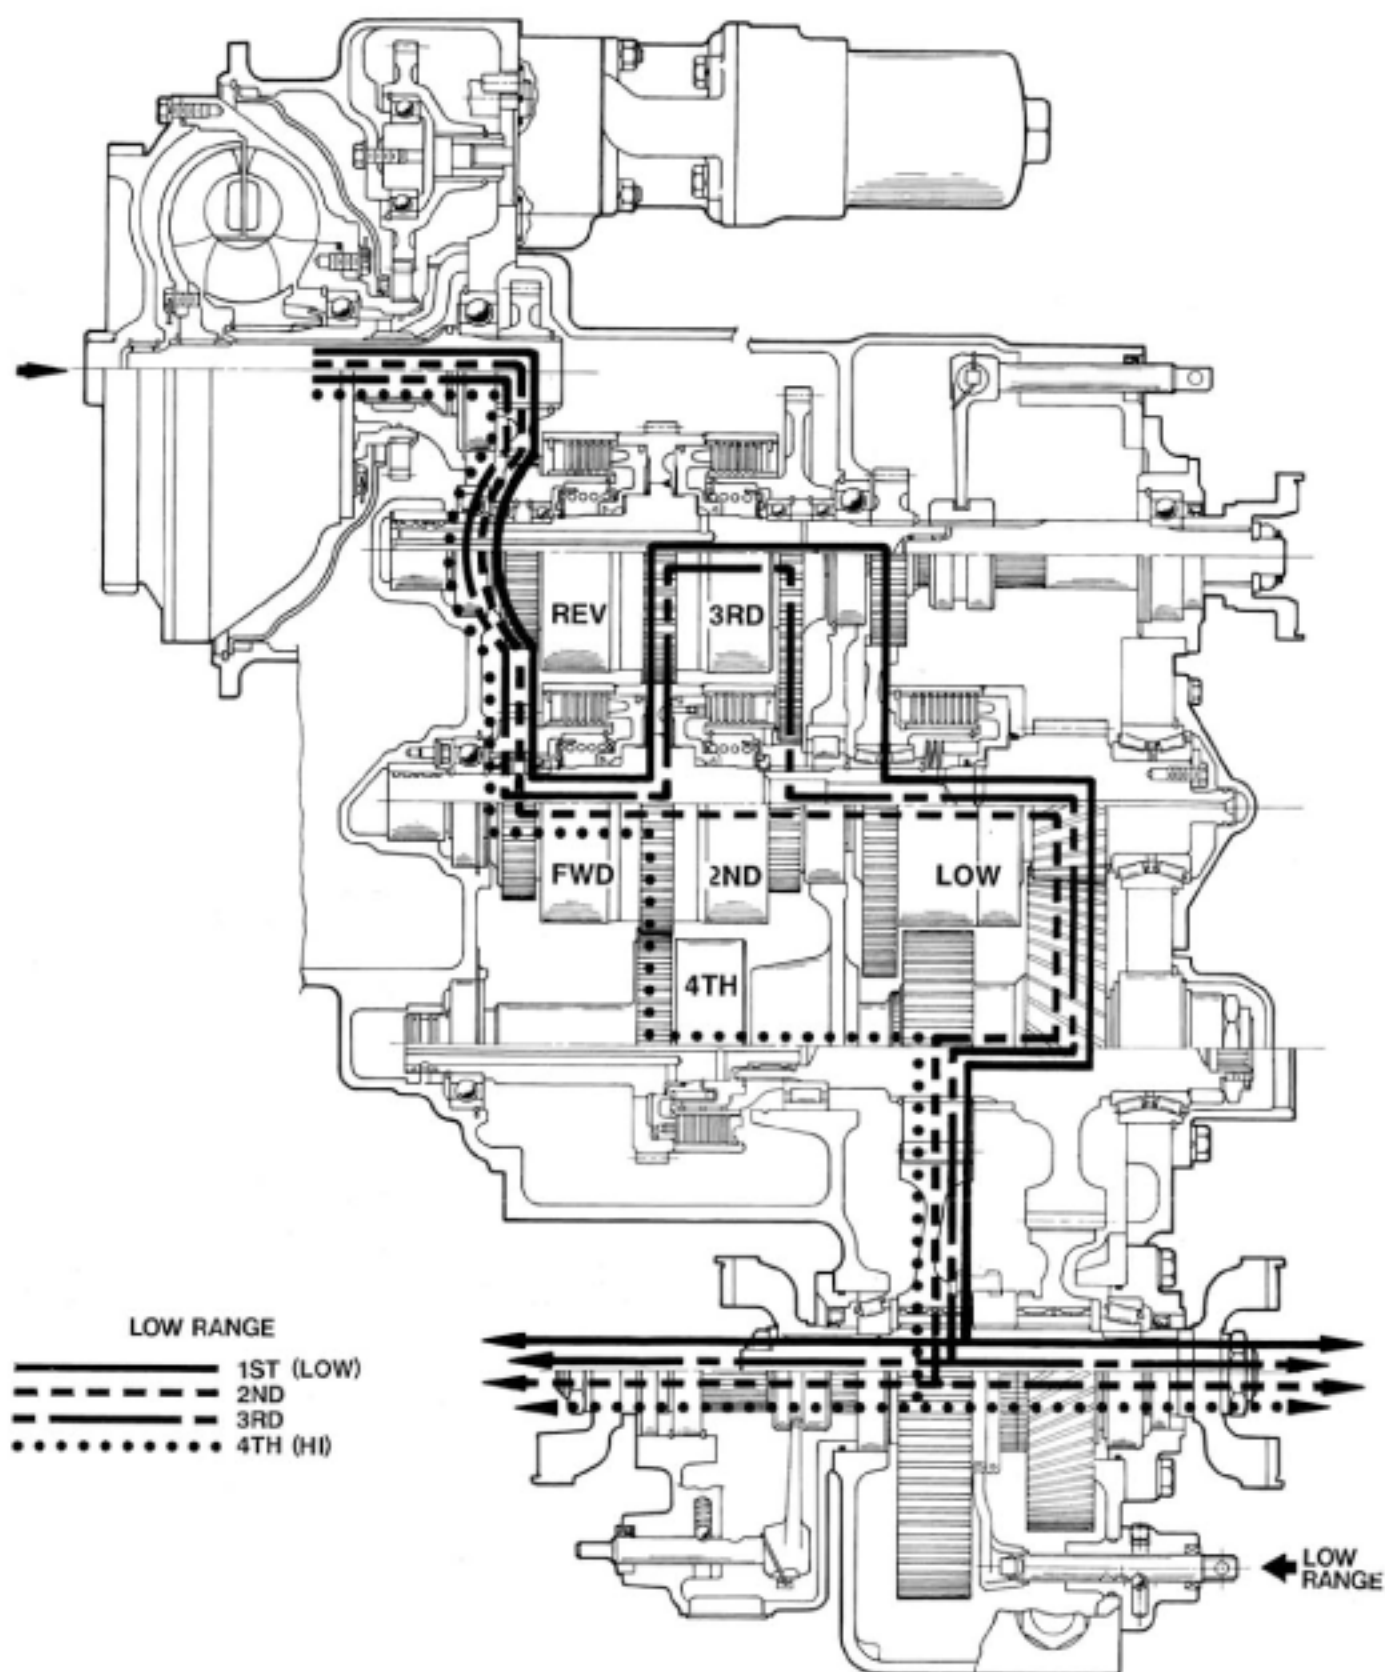 REV
3RD
FWD
2ND
LOW
4TH
LOW RANGE
1ST (LOW)
2ND
3RD
4TH (HI)
LOW
RANGE